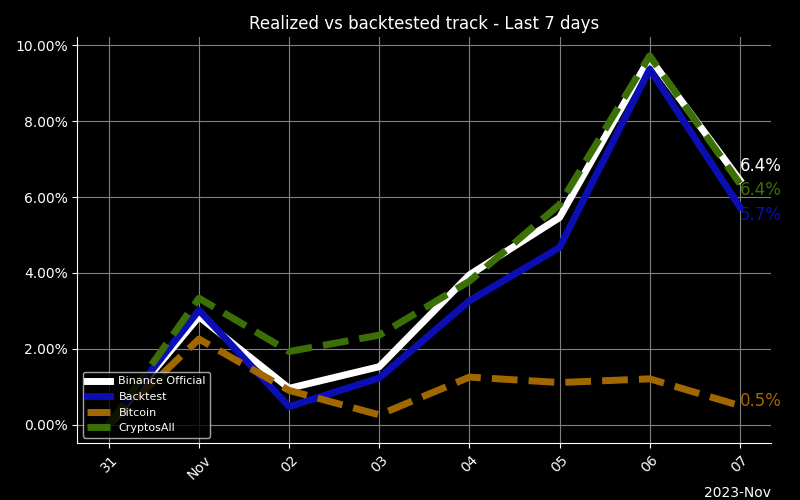 Realized vs backtested track - Last 7 days
10.00%
8.00%
6.00%
4.00%
2.00%
0.00%
6.4%
6.4%
5.7%
0.5%
Binance Official
Backtest
Bitcoin
CryptosAll
31
Nov
02
03
04
05
06
07
2023-Nov